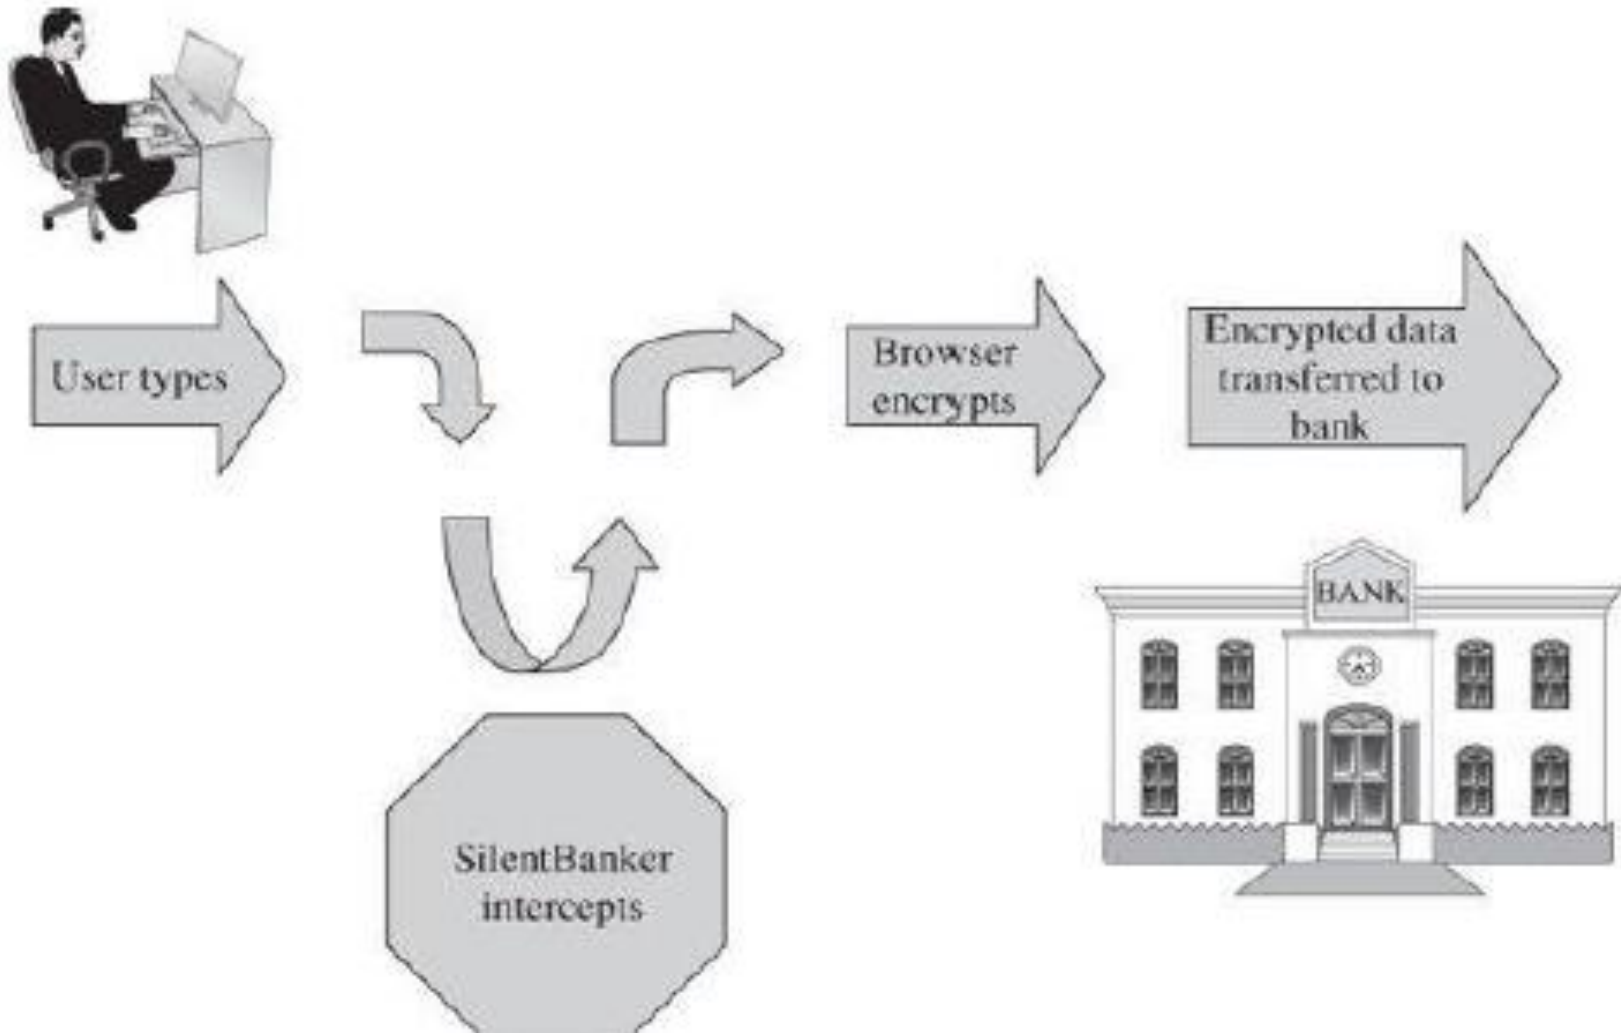 User types
Browser
encrypts
Encrypted data
transferred to
bank
BANK
SilentBanker
intercepts